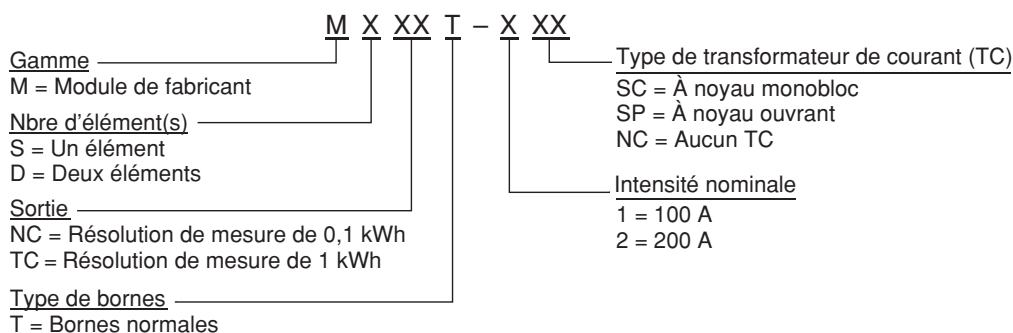 M X XX T – X XX
Gamme
M = Module de fabricant
Nbre d'élément(s)
S = Un élément
D = Deux éléments
Sortie
NC = Résolution de mesure de 0,1 kWh
TC = Résolution de mesure de 1 kWh
Type de bornes
T = Bornes normales
Type de transformateur de courant (TC)
SC = À noyau monobloc
SP = À noyau ouvrant
NC = Aucun TC
Intensité nominale
1 = 100 A
2 = 200 A